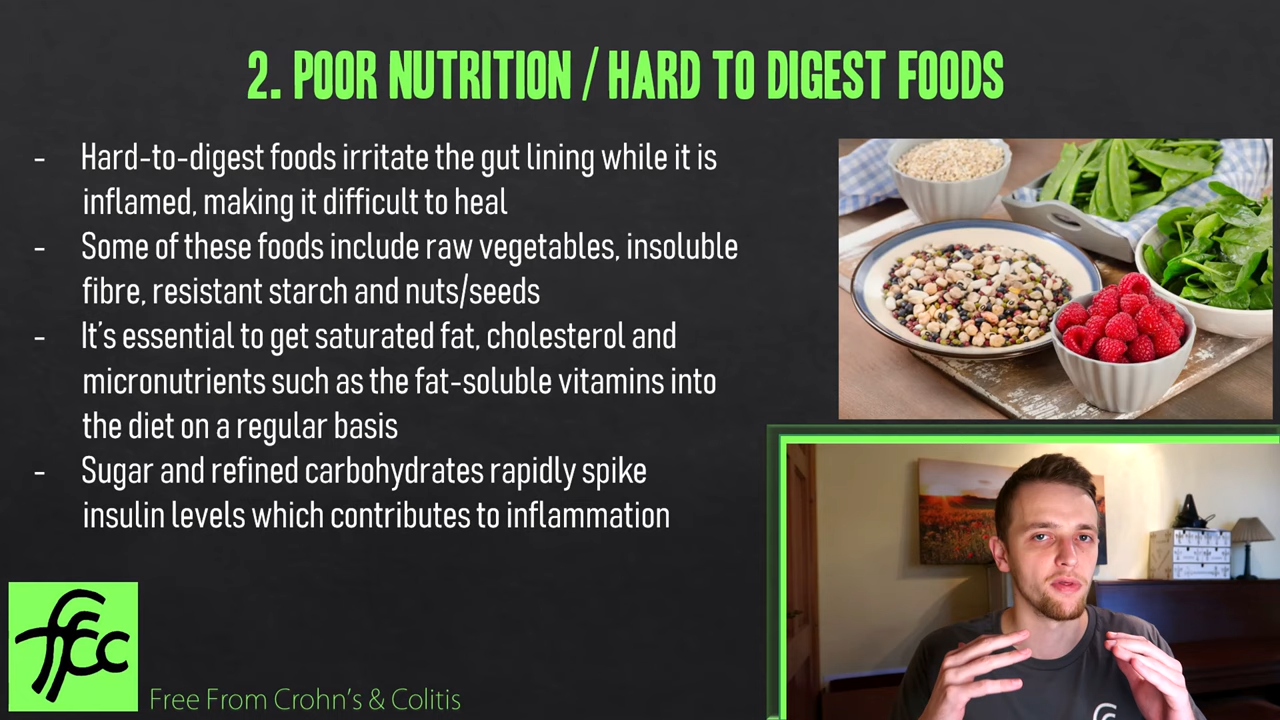 2. POOR NUTRITION / HARD TO DIGEST FOODS
- Hard-to-digest foods irritate the gut lining while it is
inflamed, making it difficult to heal
- Some of these foods include raw vegetables, insoluble
fibre, resistant starch and nuts/seeds
- It's essential to get saturated fat, cholesterol and
micronutrients such as the fat-soluble vitamins into
the diet on a regular basis
- Sugar and refined carbohydrates rapidly spike
insulin levels which contributes to inflammation
ffcc
Free From Crohn's & Colitis